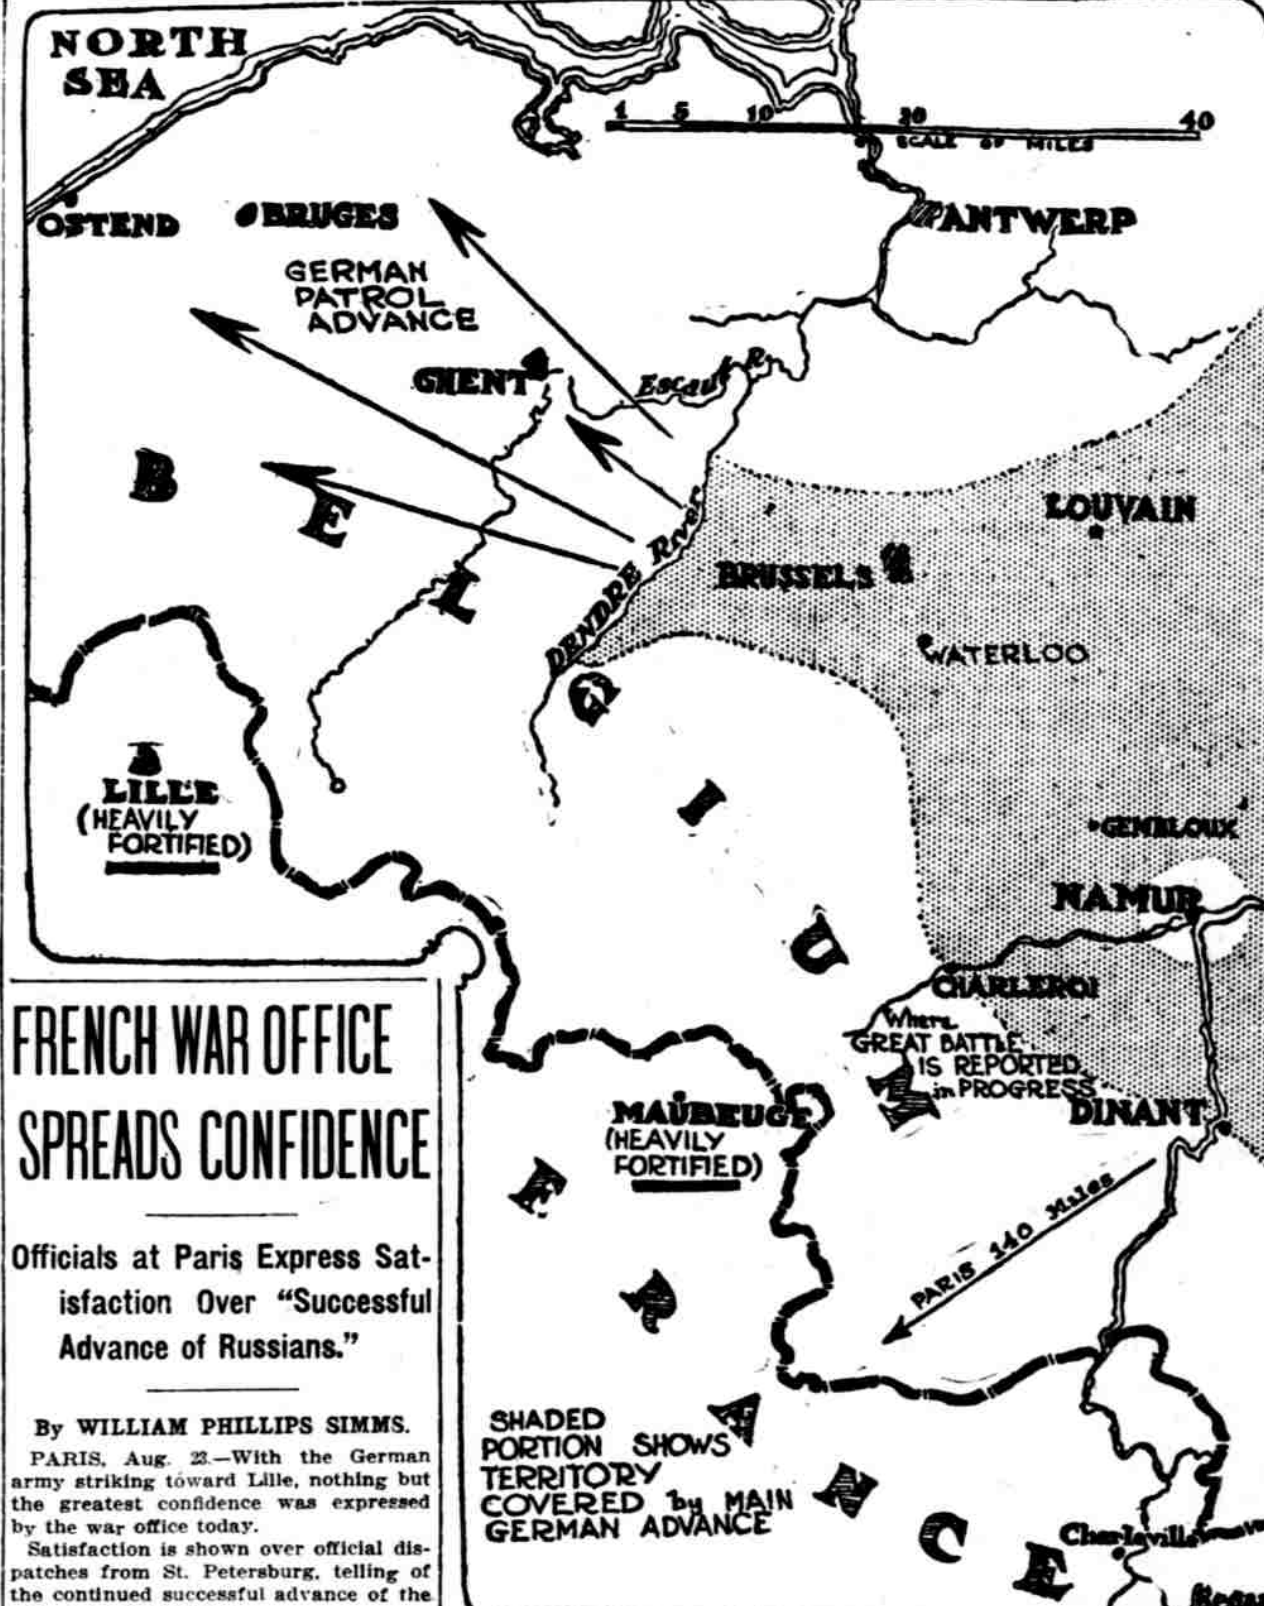 NORTH
SEA
1 5 10 20 40
SCALE OF MILES
OSTEND
BRUGES
ANTWERP
GERMAN
PATROL
ADVANCE
GHENT
Escaut R.
B E L G I U M
LOUVAIN
DENDRE River
BRUSSELS
WATERLOO
LILLE
(HEAVILY
FORTIFIED)
GEMBLOUX
NAMUR
CHARLEROI
Where
GREAT BATTLE
IS REPORTED
in PROGRESS
DINANT
MAUBEUGE
(HEAVILY
FORTIFIED)
PARIS 140 Miles
F R A N C E
SHADED
PORTION SHOWS
TERRITORY
COVERED by MAIN
GERMAN ADVANCE
Charleville
FRENCH WAR OFFICE
SPREADS CONFIDENCE
Officials at Paris Express Sat-
isfaction Over "Successful
Advance of Russians."
By WILLIAM PHILLIPS SIMMS.
PARIS, Aug. 23.—With the German
army striking toward Lille, nothing but
the greatest confidence was expressed
by the war office today.
Satisfaction is shown over official dis-
patches from St. Petersburg, telling of
the continued successful advance of the